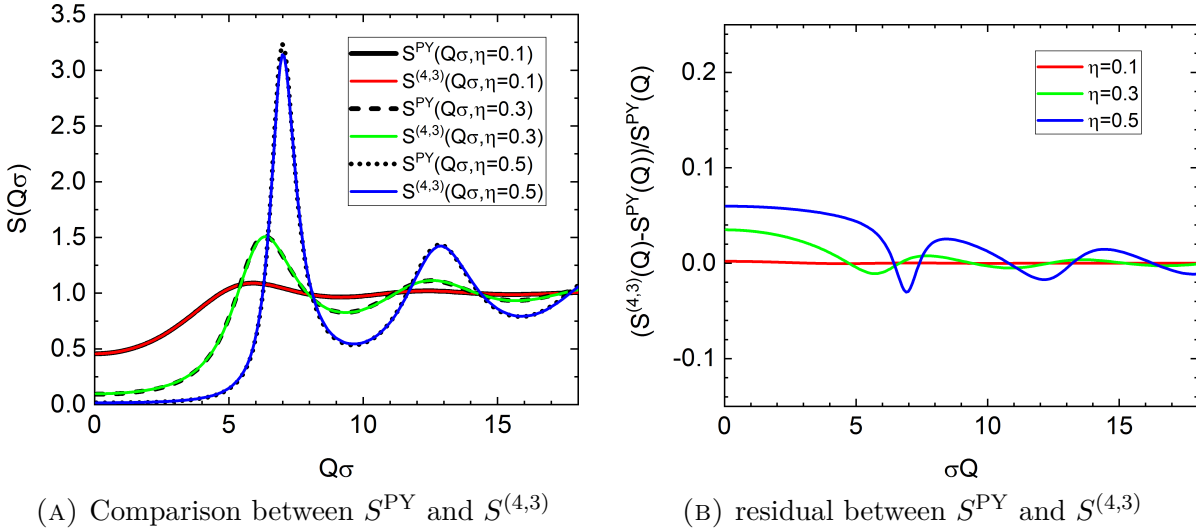 3.5
3.0
2.5
2.0
1.5
1.0
0.5
0.0
S(Qσ)
S^PY(Qσ,η=0.1)
S^(4,3)(Qσ,η=0.1)
S^PY(Qσ,η=0.3)
S^(4,3)(Qσ,η=0.3)
S^PY(Qσ,η=0.5)
S^(4,3)(Qσ,η=0.5)
0 5 10 15
Qσ
(A) Comparison between S^PY and S^(4,3)
0.2
0.1
0.0
-0.1
(S^(4,3)(Q)-S^PY(Q))/S^PY(Q)
η=0.1
η=0.3
η=0.5
0 5 10 15
σQ
(B) residual between S^PY and S^(4,3)